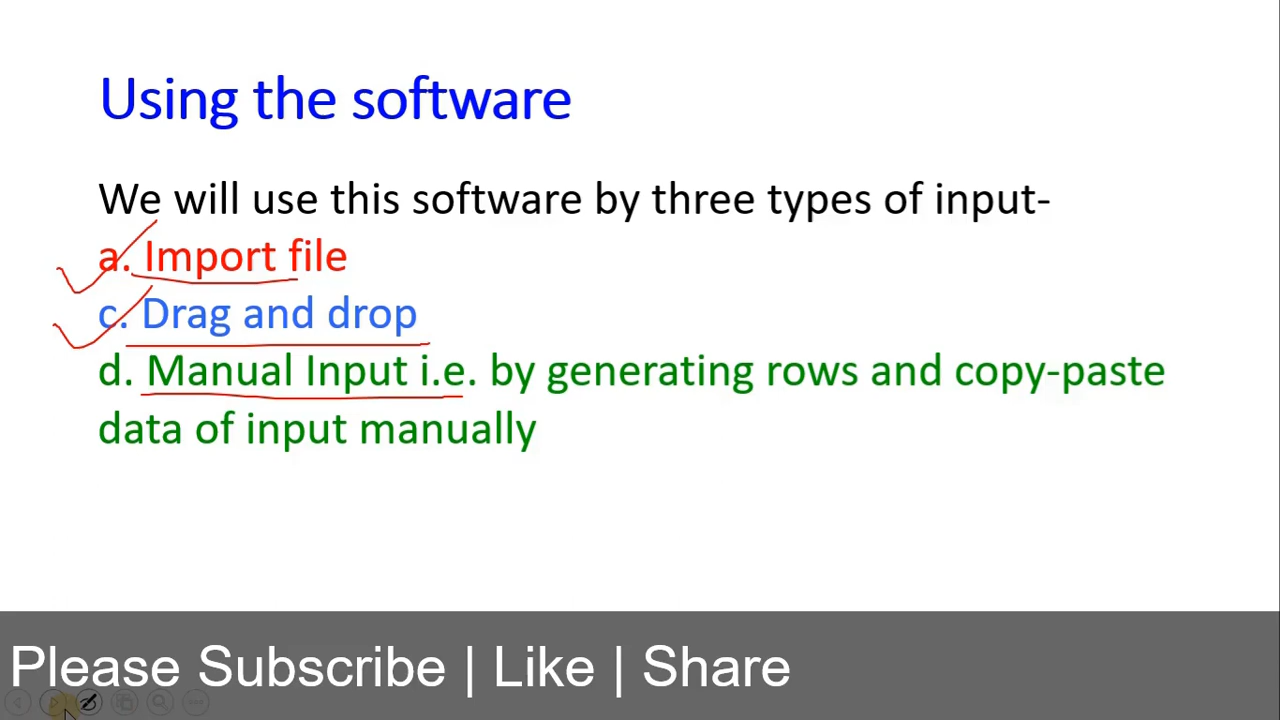 Using the software
We will use this software by three types of input-
a. Import file
c. Drag and drop
d. Manual Input i.e. by generating rows and copy-paste
data of input manually
Please Subscribe | Like | Share